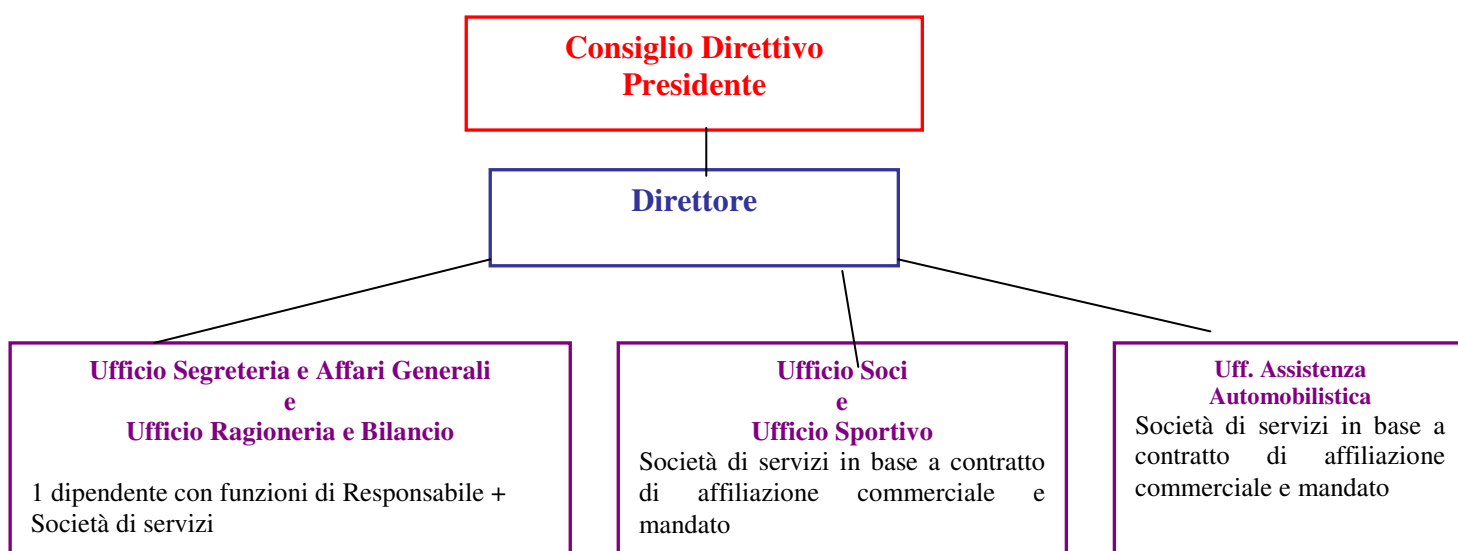 Consiglio Direttivo
Presidente
Direttore
Ufficio Segreteria e Affari Generali
e
Ufficio Ragioneria e Bilancio
1 dipendente con funzioni di Responsabile +
Società di servizi
Ufficio Soci
e
Ufficio Sportivo
Società di servizi in base a contratto
di affiliazione commerciale e
mandato
Uff. Assistenza
Automobilistica
Società di servizi in base a
contratto di affiliazione
commerciale e mandato